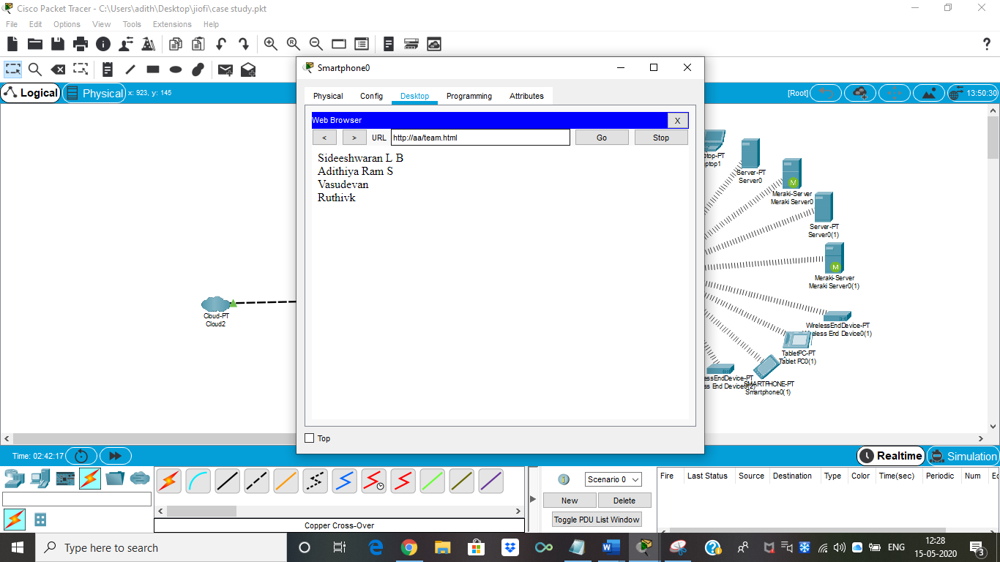 Cisco Packet Tracer - C:\Users\adith\Desktop\jiofi\case study.pkt
File Edit Options View Tools Extensions Help
Logical
Physical
x: 923, y: 145
[Root]
13:50:30
Smartphone0
Physical Config Desktop Programming Attributes
Web Browser
X
< > URL http://aa/team.html Go Stop
Sideeshwaran L B
Adithiya Ram S
Vasudevan
Ruthivk
Top
Cloud-PT
Cloud2
ptop-PT
ptop1
Server-PT
Server0
M
Meraki-Server
Meraki Server0
Server-PT
Server0(1)
M
Meraki-Server
Meraki Server0(1)
WirelessEndDevice-PT
Wireless End Device0(1)
TabletPC-PT
Tablet PC0(1)
SMARTPHONE-PT
Smartphone0(1)
essEndDevice-PT
ss End Device0(2)
Time: 02:42:17
Realtime
Simulation
Scenario 0
New
Delete
Toggle PDU List Window
Fire Last Status Source Destination Type Color Time(sec) Periodic Num Ed
Copper Cross-Over
Type here to search
ENG
12:28
15-05-2020
3